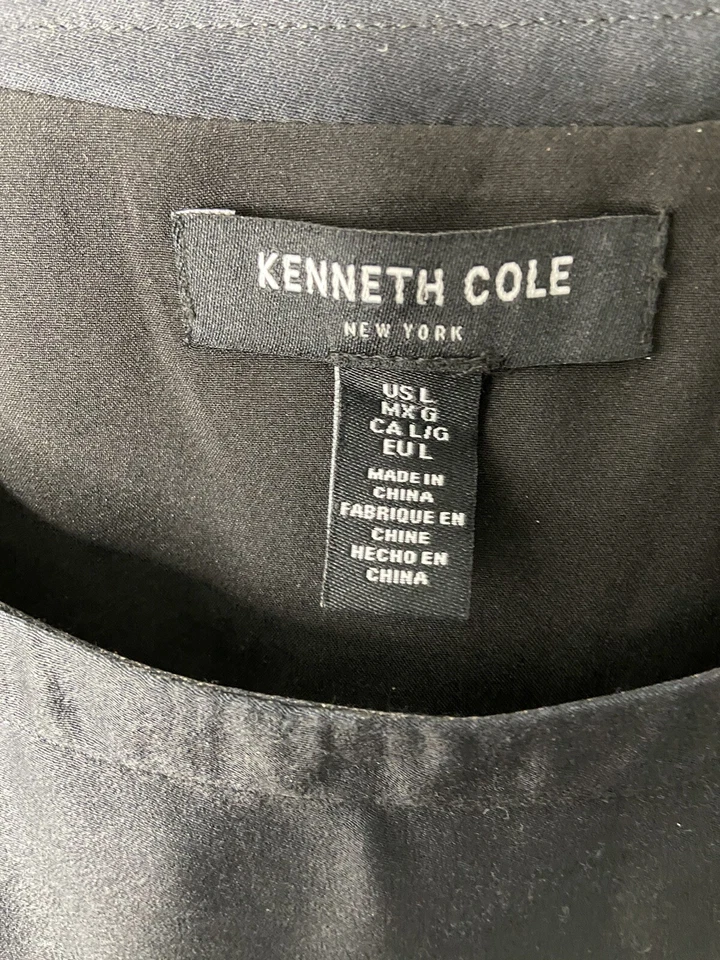 KENNETH COLE
NEW YORK
US L
MX G
CA L/G
EU L
MADE IN
CHINA
FABRIQUE EN
CHINE
HECHO EN
CHINA